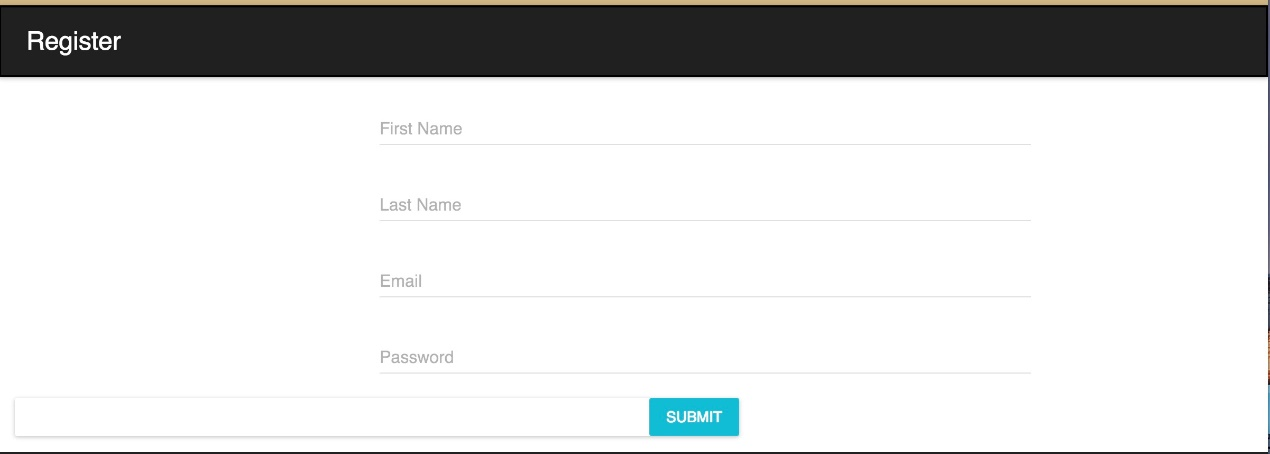 Register
First Name
Last Name
Email
Password
SUBMIT